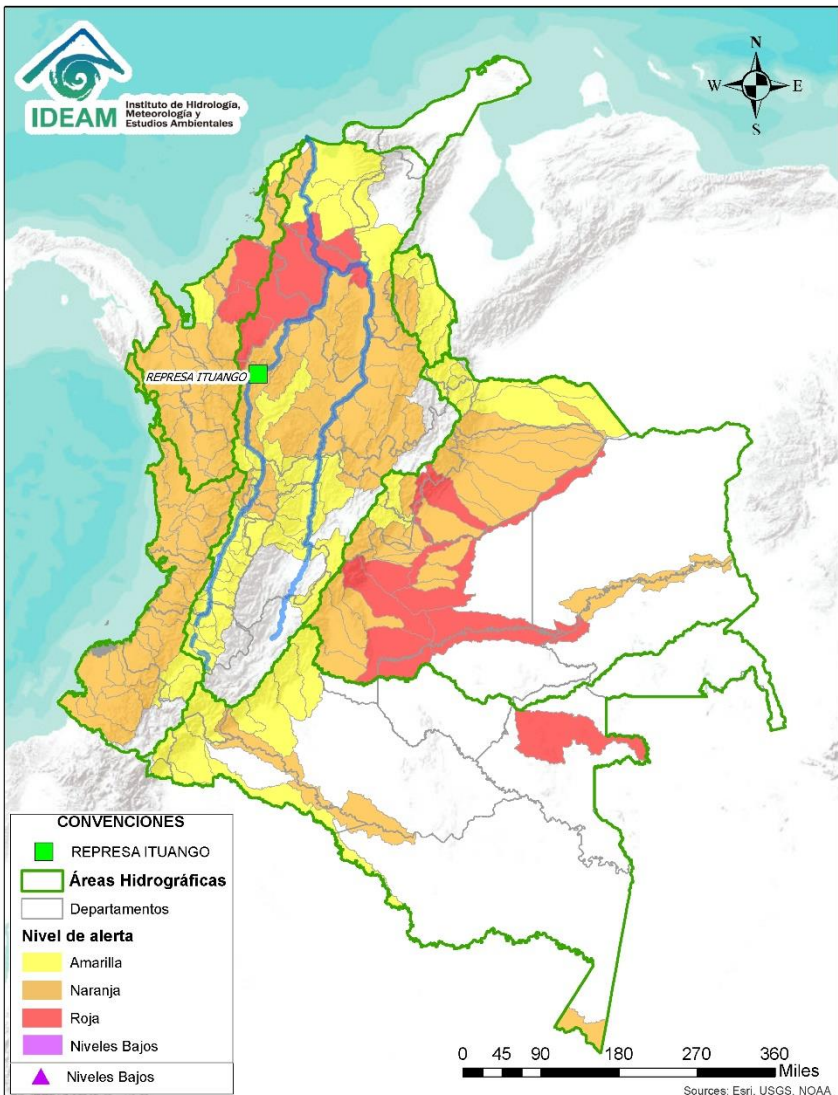 IDEAM
Instituto de Hidrología,
Meteorología y
Estudios Ambientales
N
W
E
S
REPRESA ITUANGO
CONVENCIONES
REPRESA ITUANGO
Áreas Hidrográficas
Departamentos
Nivel de alerta
Amarilla
Naranja
Roja
Niveles Bajos
Niveles Bajos
0 45 90 180 270 360
Miles
Sources: Esri, USGS, NOAA